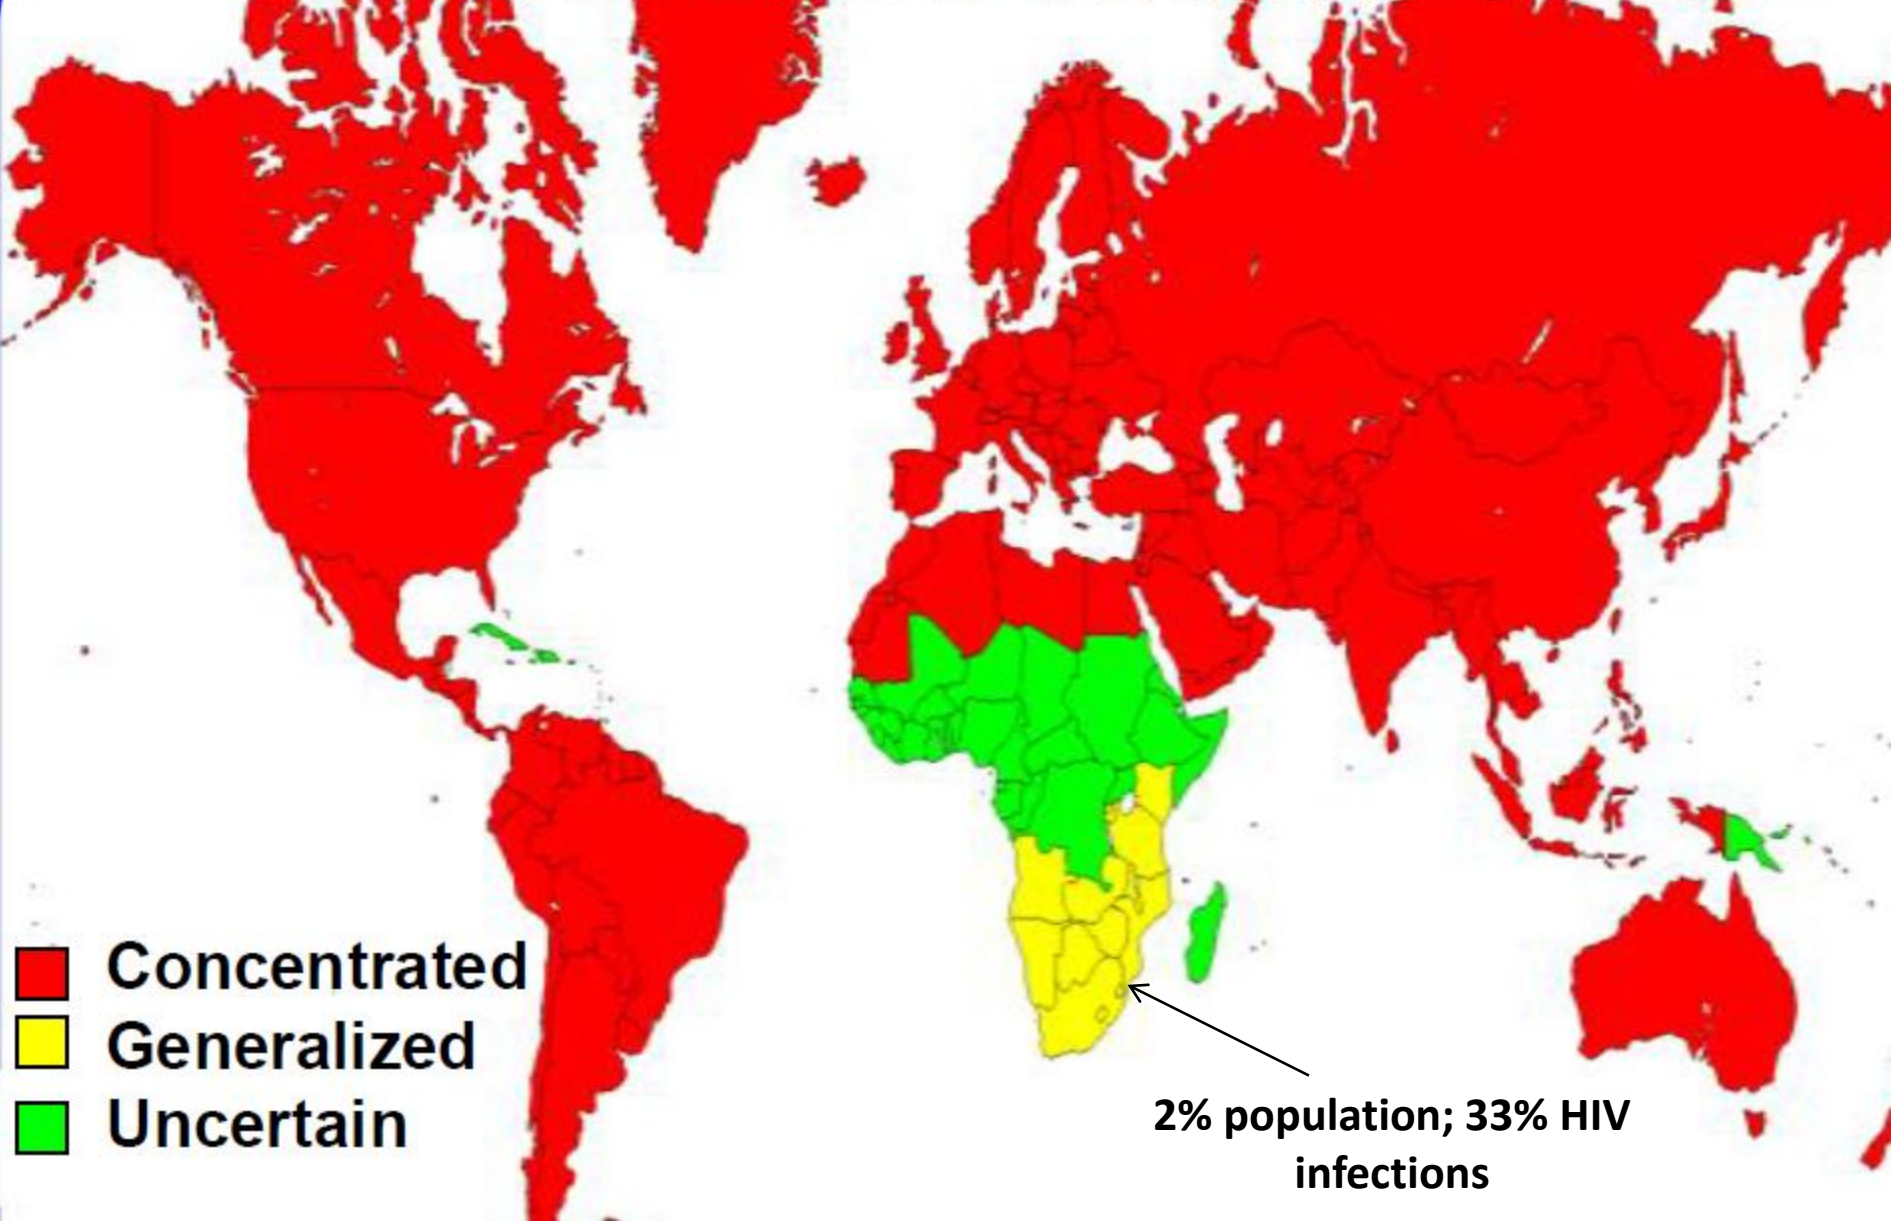 Concentrated
Generalized
Uncertain
2% population; 33% HIV
infections